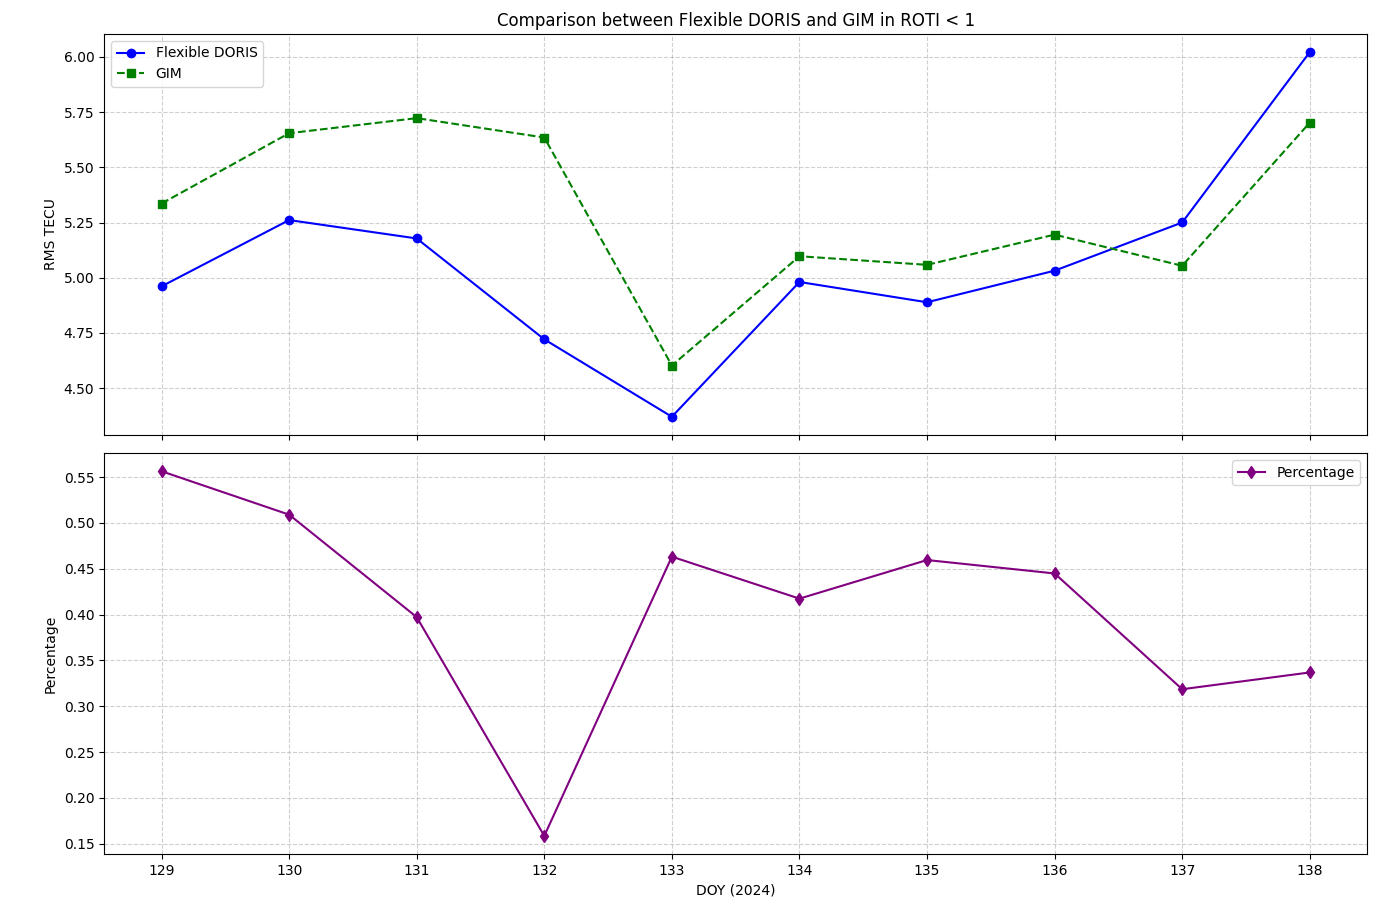 Comparison between Flexible DORIS and GIM in ROTI < 1
Flexible DORIS
GIM
6.00
5.75
5.50
5.25
5.00
4.75
4.50
RMS TECU
Percentage
0.55
0.50
0.45
0.40
0.35
0.30
0.25
0.20
0.15
Percentage
129 130 131 132 133 134 135 136 137 138
DOY (2024)